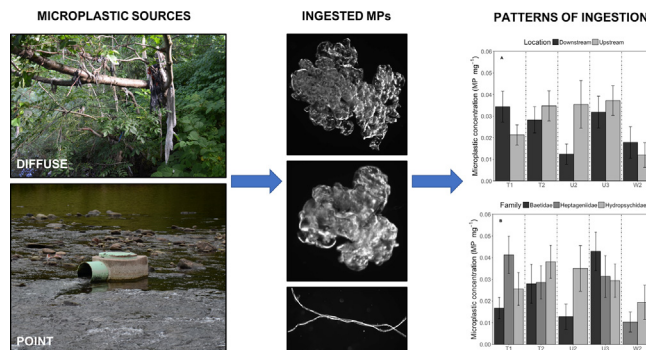 MICROPLASTIC SOURCES
INGESTED MPs
PATTERNS OF INGESTION
DIFFUSE
POINT
Location Downstream Upstream
Microplastic concentration (MP mg⁻¹)
0.06
0.05
0.04
0.03
0.02
0.01
0.00
A
T1 T2 U2 U3 W2
Family Baetidae Heptageniidae Hydropsychidae
Microplastic concentration (MP mg⁻¹)
0.06
0.05
0.04
0.03
0.02
0.01
0.00
T1 T2 U2 U3 W2